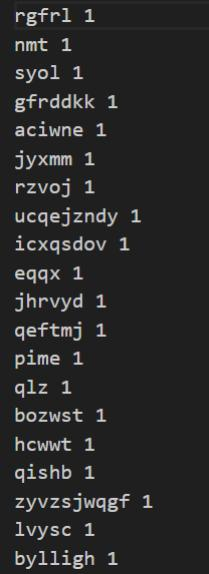 rgfrl 1
nmt 1
syol 1
gfrddkk 1
aciwne 1
jyxmm 1
rzvoj 1
ucqejzndy 1
icxqsdov 1
eqqx 1
jhrvyd 1
qeftmj 1
pime 1
qlz 1
bozwst 1
hcwwt 1
qishb 1
zyvzsjwqgf 1
lvysc 1
bylligh 1